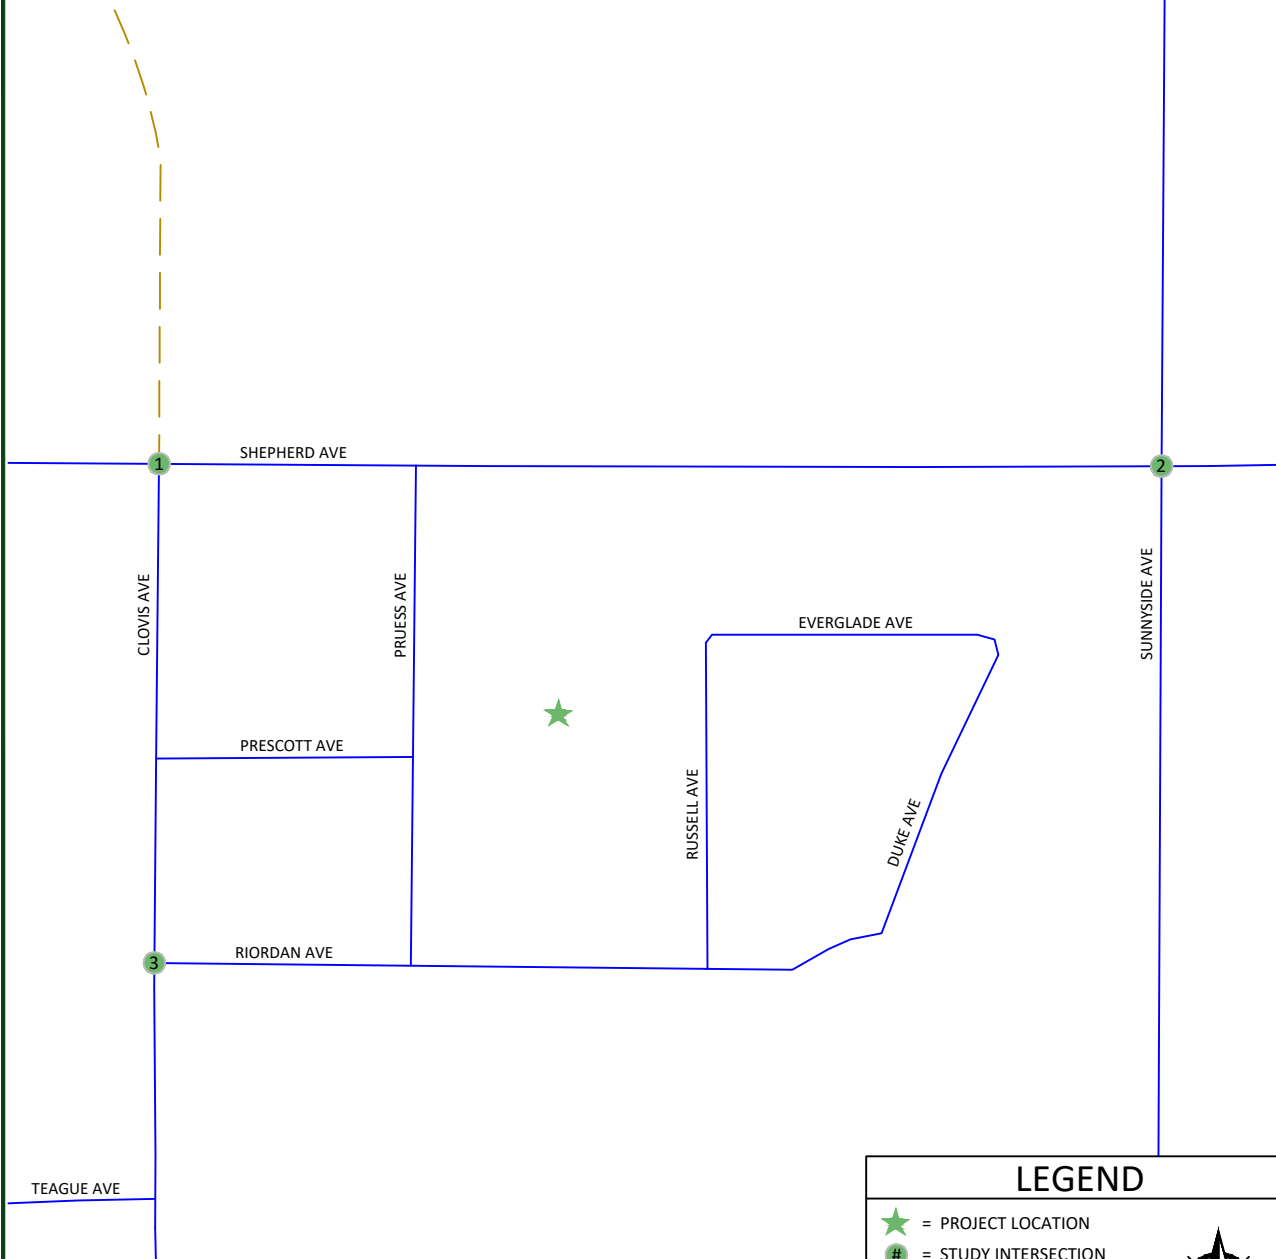 SHEPHERD AVE
1
2
CLOVIS AVE
PRUESS AVE
SUNNYSIDE AVE
EVERGLADE AVE
PRESCOTT AVE
RUSSELL AVE
DUKE AVE
RIORDAN AVE
3
TEAGUE AVE
LEGEND
= PROJECT LOCATION
# = STUDY INTERSECTION